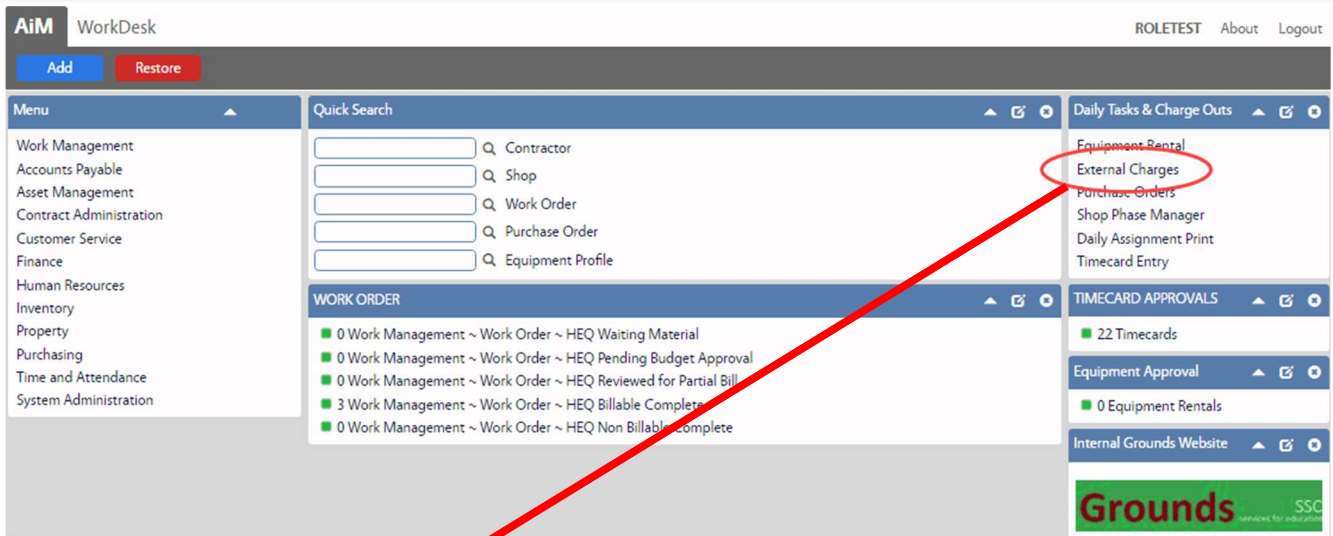 AiM WorkDesk ROLETEST About Logout
Add Restore
Menu
Work Management
Accounts Payable
Asset Management
Contract Administration
Customer Service
Finance
Human Resources
Inventory
Property
Purchasing
Time and Attendance
System Administration
Quick Search
Contractor
Shop
Work Order
Purchase Order
Equipment Profile
WORK ORDER
0 Work Management ~ Work Order ~ HEQ Waiting Material
0 Work Management ~ Work Order ~ HEQ Pending Budget Approval
0 Work Management ~ Work Order ~ HEQ Reviewed for Partial Bill
3 Work Management ~ Work Order ~ HEQ Billable Complete
0 Work Management ~ Work Order ~ HEQ Non Billable Complete
Daily Tasks & Charge Outs
Equipment Rental
External Charges
Purchase Orders
Shop Phase Manager
Daily Assignment Print
Timecard Entry
TIMECARD APPROVALS
22 Timecards
Equipment Approval
0 Equipment Rentals
Internal Grounds Website
Grounds SSC
services for education